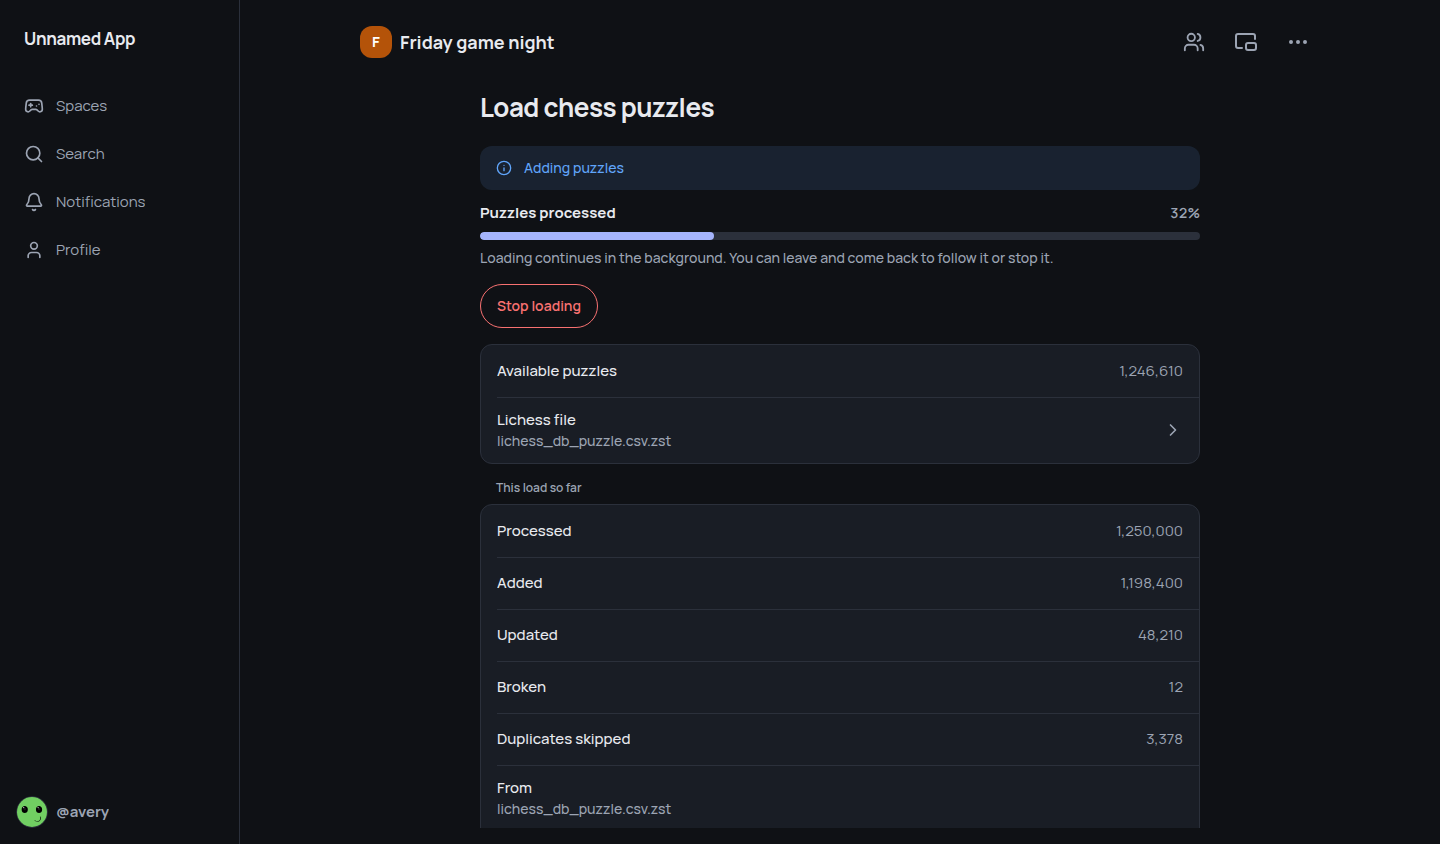 Unnamed App
Spaces
Search
Notifications
Profile
@avery
F
Friday game night
Load chess puzzles
Adding puzzles
Puzzles processed 32%
Loading continues in the background. You can leave and come back to follow it or stop it.
Stop loading
Available puzzles 1,246,610
Lichess file
lichess_db_puzzle.csv.zst
This load so far
Processed 1,250,000
Added 1,198,400
Updated 48,210
Broken 12
Duplicates skipped 3,378
From
lichess_db_puzzle.csv.zst